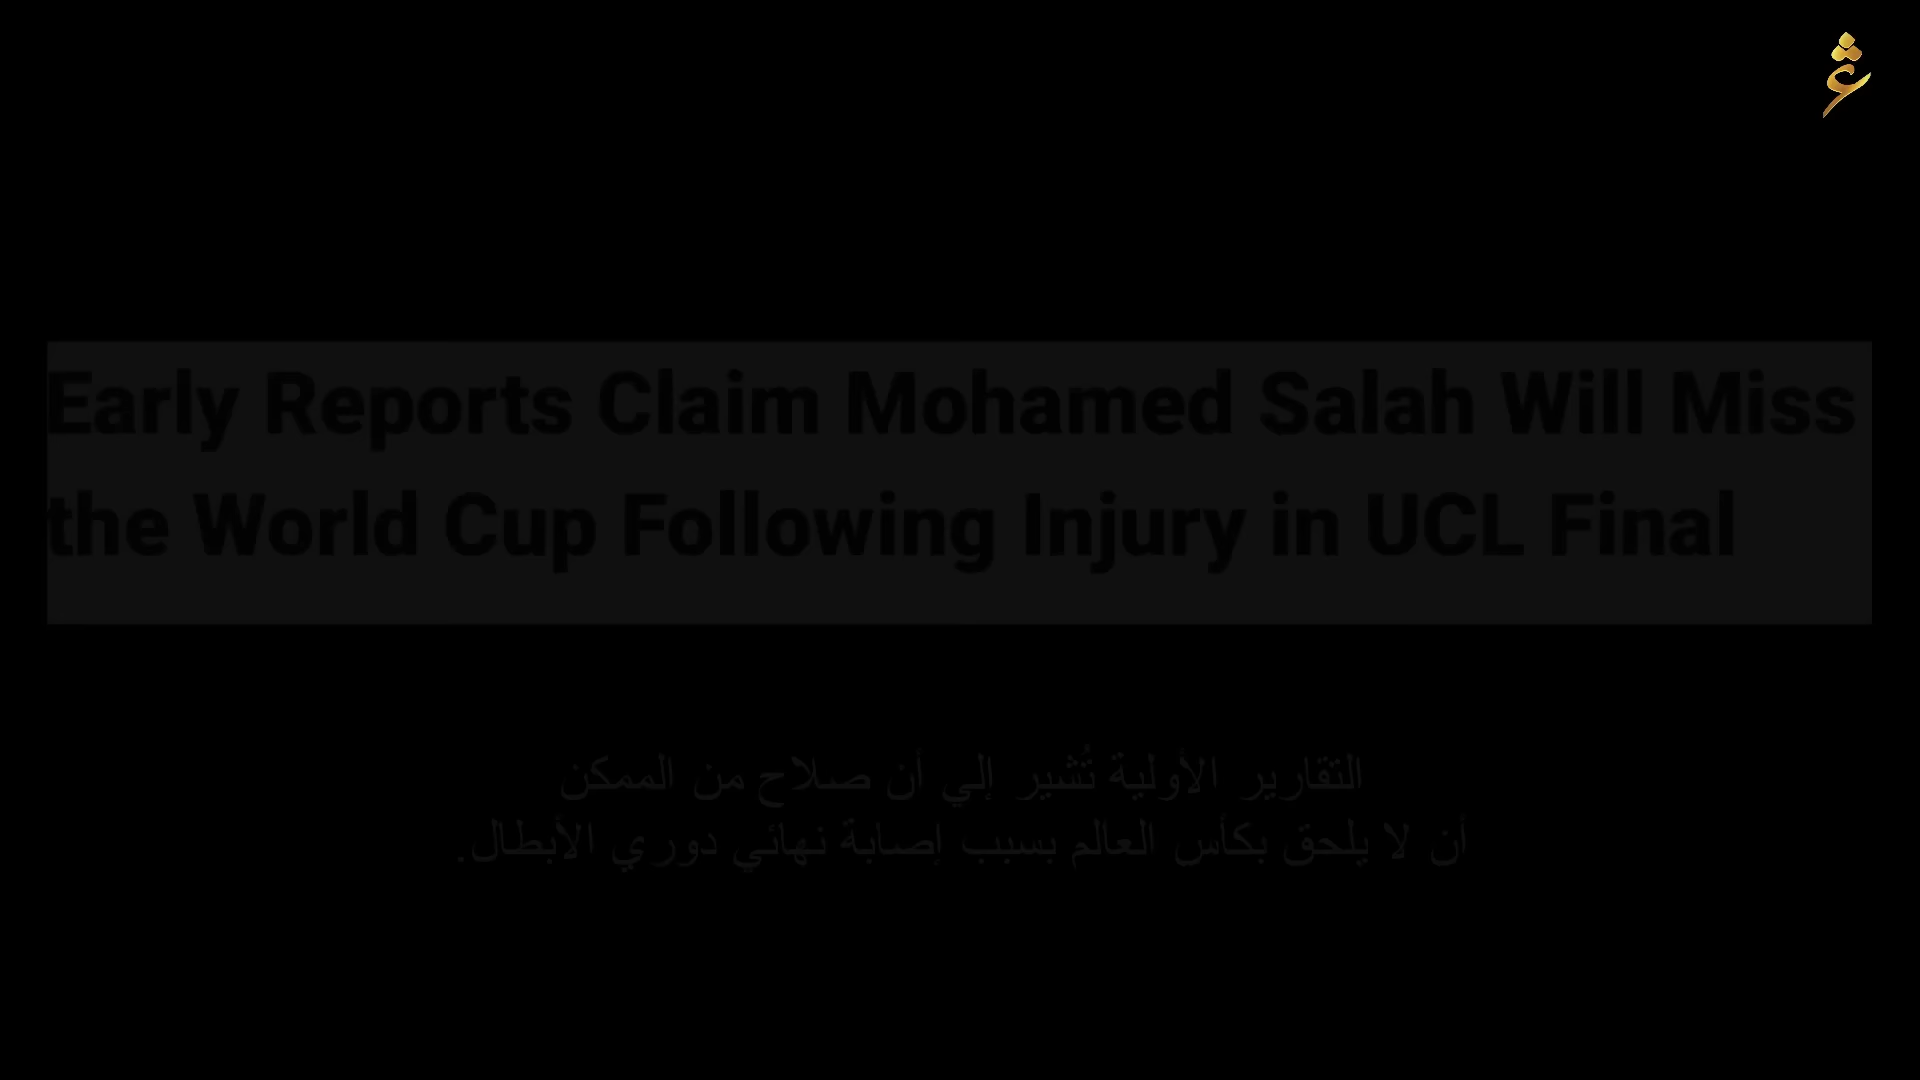 Early Reports Claim Mohamed Salah Will Miss
the World Cup Following Injury in UCL Final
التقارير الأولية تُشير إلي أن صلاح من الممكن
أن لا يلحق بكأس العالم بسبب إصابة نهائي دوري الأبطال.